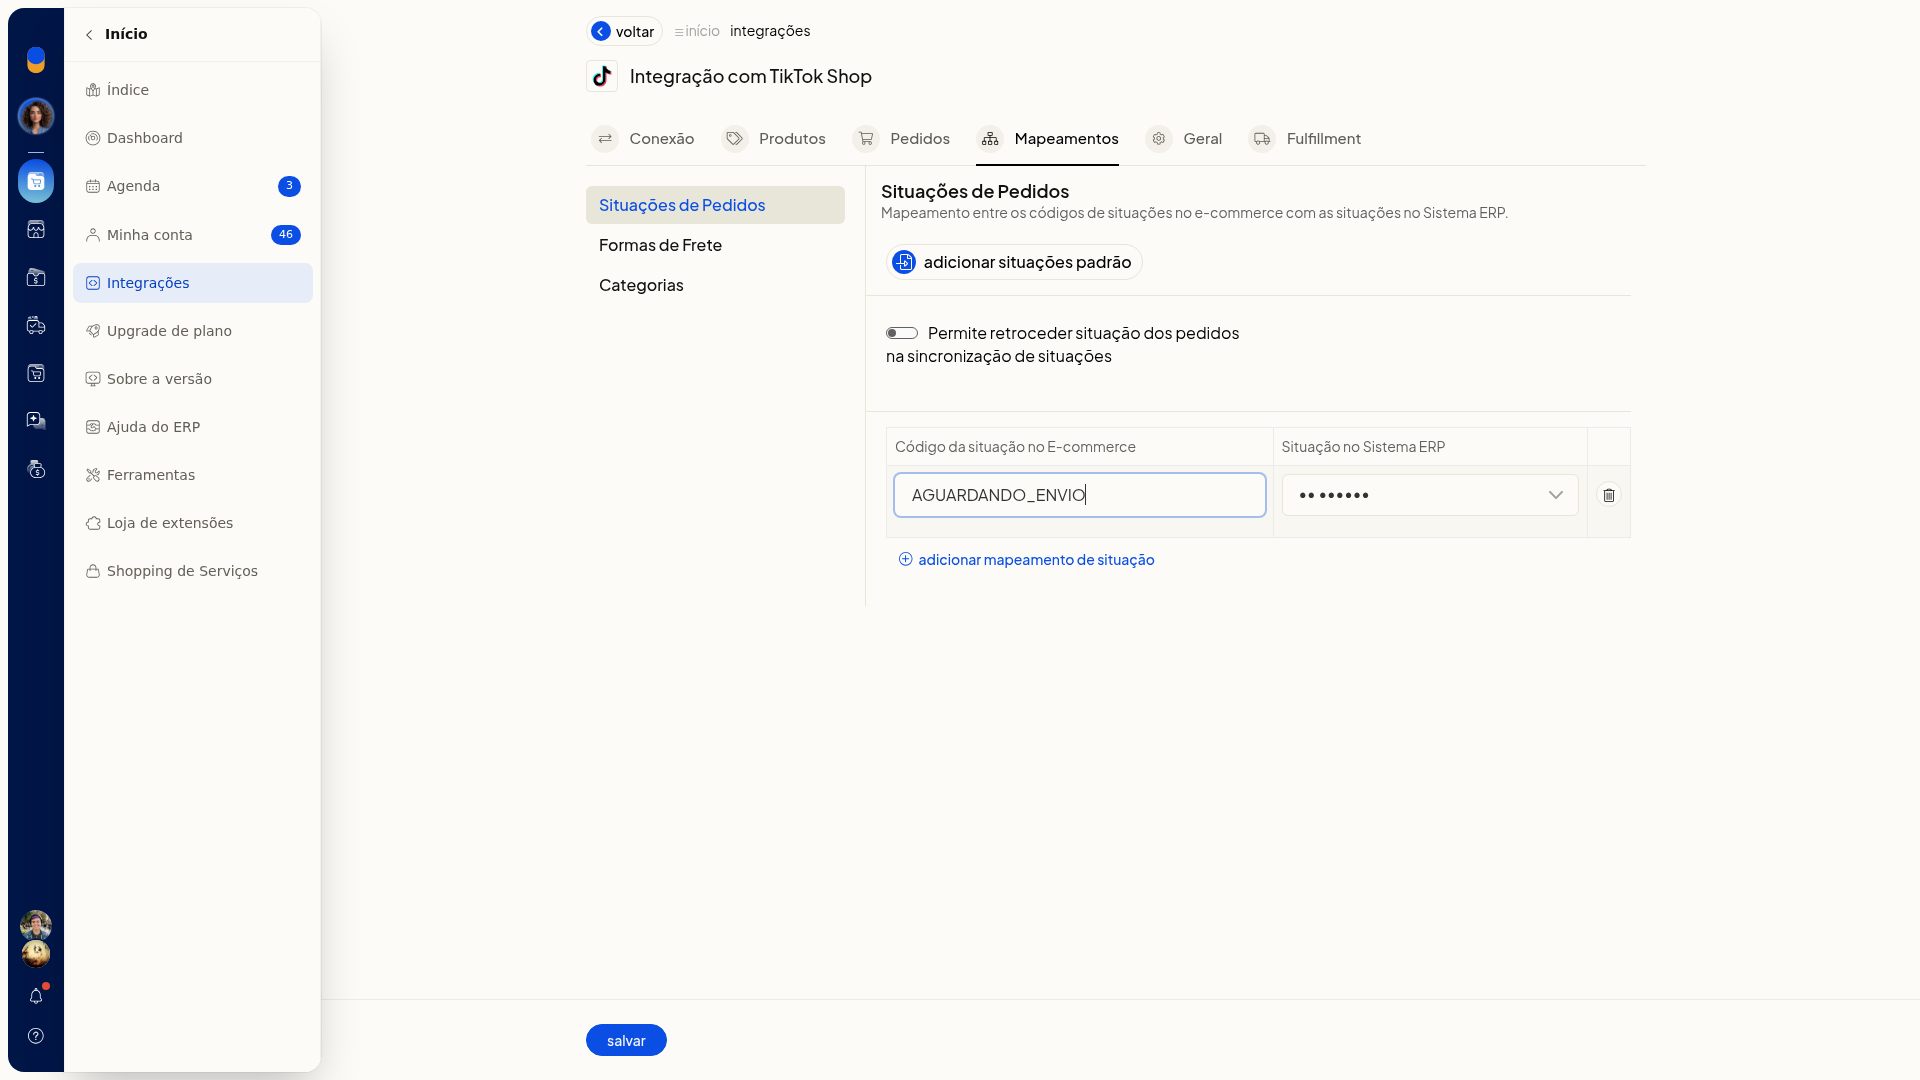 Início
Índice
Dashboard
Agenda
3
Minha conta
46
Integrações
Upgrade de plano
Sobre a versão
Ajuda do ERP
Ferramentas
Loja de extensões
Shopping de Serviços
voltar
início
integrações
Integração com TikTok Shop
Conexão
Produtos
Pedidos
Mapeamentos
Geral
Fulfillment
Situações de Pedidos
Formas de Frete
Categorias
Situações de Pedidos
Mapeamento entre os códigos de situações no e-commerce com as situações no Sistema ERP.
adicionar situações padrão
Permite retroceder situação dos pedidos
na sincronização de situações
Código da situação no E-commerce
Situação no Sistema ERP
AGUARDANDO_ENVIO
•• ••••••
adicionar mapeamento de situação
salvar